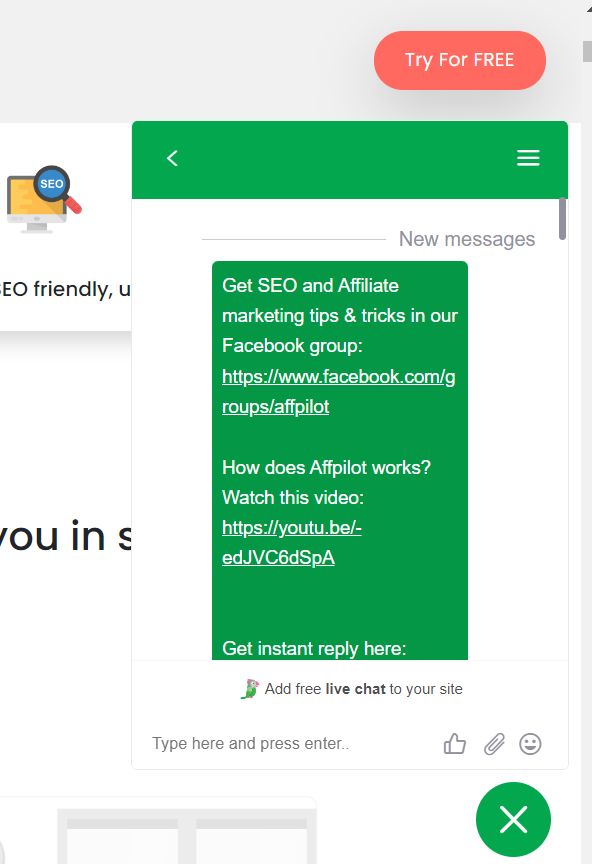 Try For FREE
SEO
SEO friendly, u
you in s
New messages
Get SEO and Affiliate
marketing tips & tricks in our
Facebook group:
https://www.facebook.com/g
roups/affpilot
How does Affpilot works?
Watch this video:
https://youtu.be/-
edJVC6dSpA
Get instant reply here:
Add free live chat to your site
Type here and press enter..